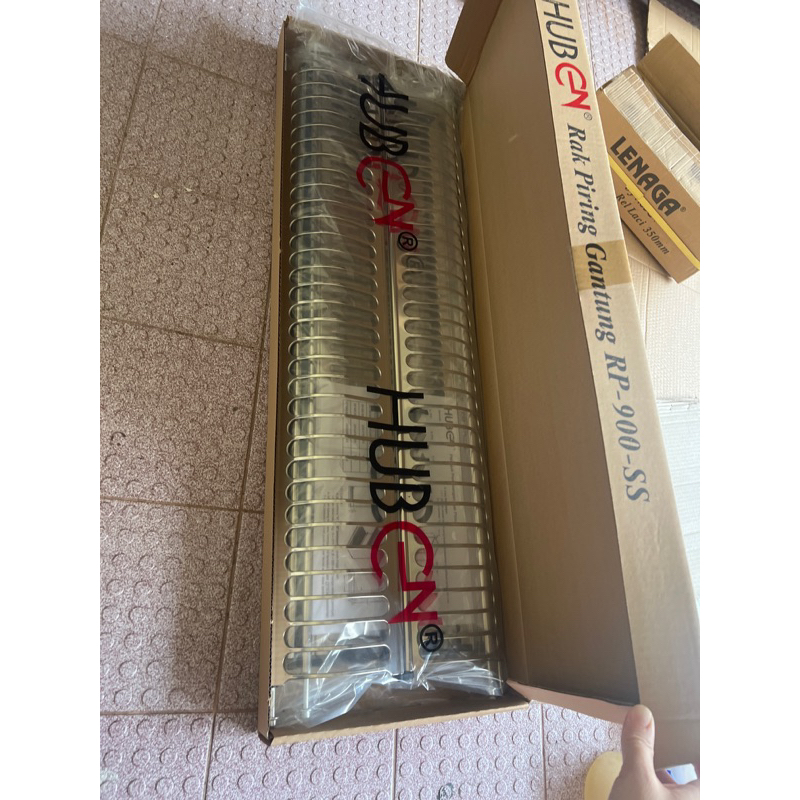 HUBEN®
HUBEN®
HUBEN® Rak Piring Gantung RP-900-SS
LENAGA®
Rel Laci 350mm